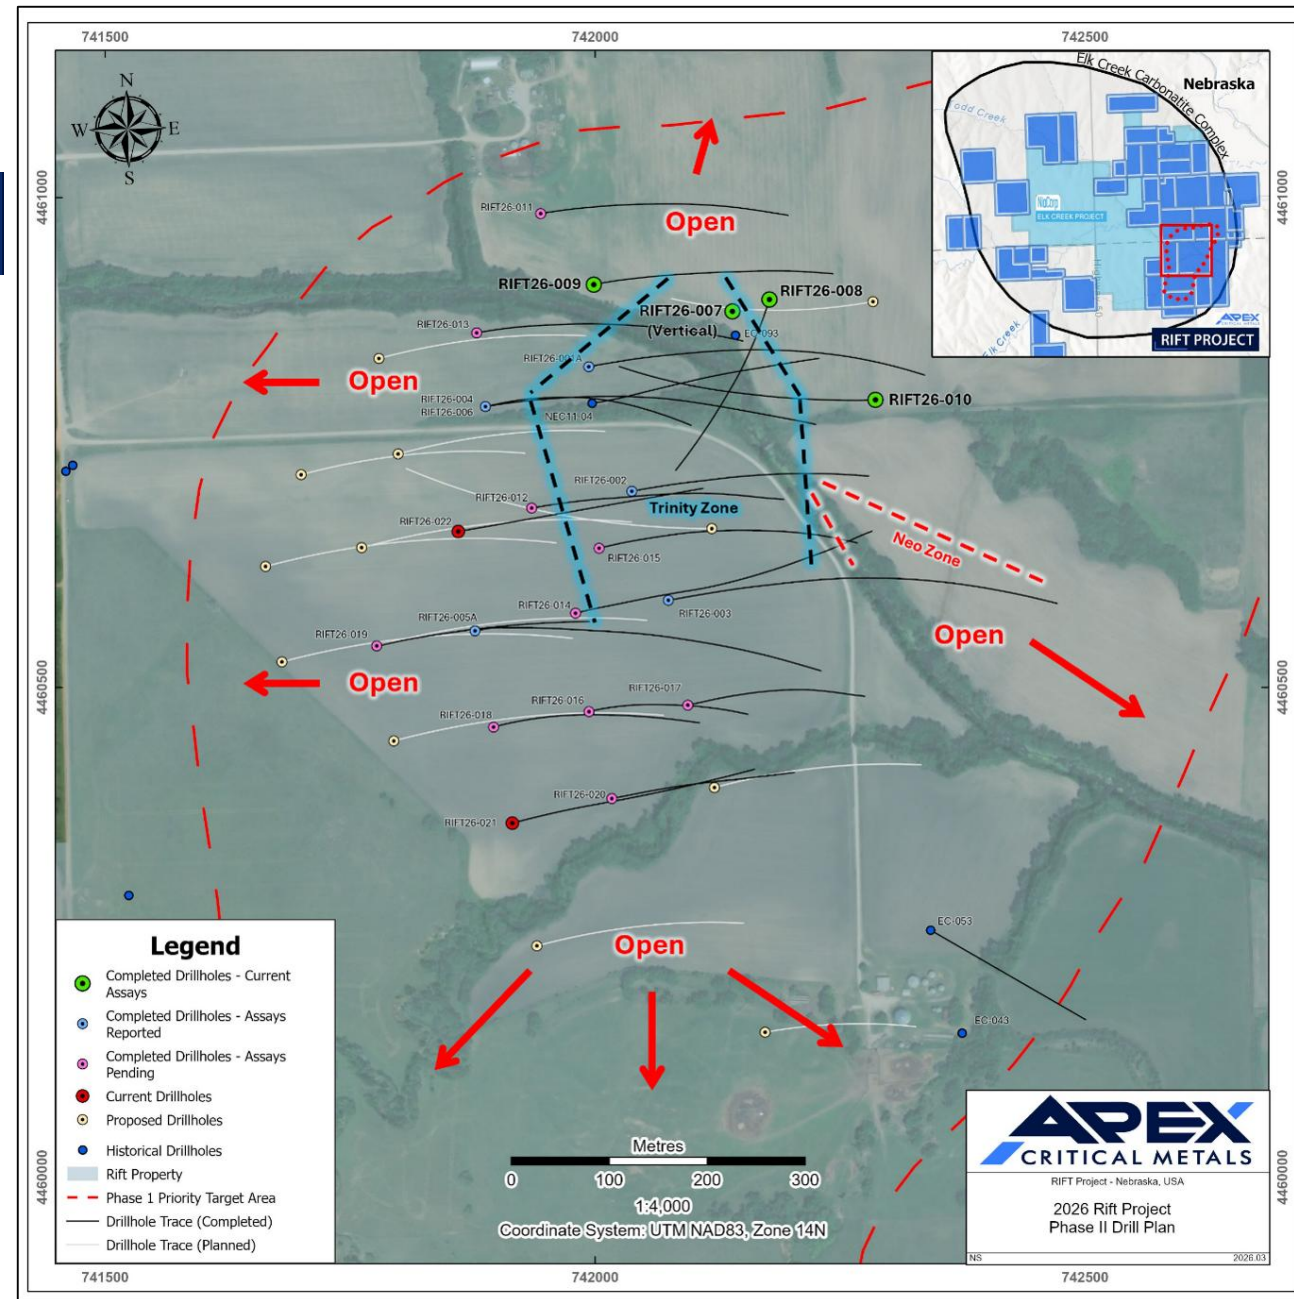 741500
742000
742500
N
W
E
S
Elk Creek Carbonatite Complex
Nebraska
Todd Creek
NioCorp
ELK CREEK PROJECT
Elk Creek
APEX
CRITICAL METALS
RIFT PROJECT
4461000
4461000
RIFT26-011
Open
RIFT26-009
RIFT26-008
RIFT26-007
(Vertical)
RIFT26-013
EC-093
RIFT26-001A
Open
RIFT26-004
RIFT26-006
NEC11-04
RIFT26-010
RIFT26-002
RIFT26-012
Trinity Zone
RIFT26-022
Neo Zone
RIFT26-015
RIFT26-014
RIFT26-003
RIFT26-005A
RIFT26-019
Open
Open
4460500
4460500
RIFT26-017
RIFT26-016
RIFT26-018
RIFT26-020
RIFT26-021
EC-053
Open
EC-043
Legend
Completed Drillholes - Current
Assays
Completed Drillholes - Assays
Reported
Completed Drillholes - Assays
Pending
Current Drillholes
Proposed Drillholes
Historical Drillholes
Rift Property
Phase 1 Priority Target Area
Drillhole Trace (Completed)
Drillhole Trace (Planned)
Metres
0 100 200 300
1:4,000
Coordinate System: UTM NAD83, Zone 14N
4460000
4460000
APEX
CRITICAL METALS
RIFT Project - Nebraska, USA
2026 Rift Project
Phase II Drill Plan
NS
2026.03
741500
742000
742500